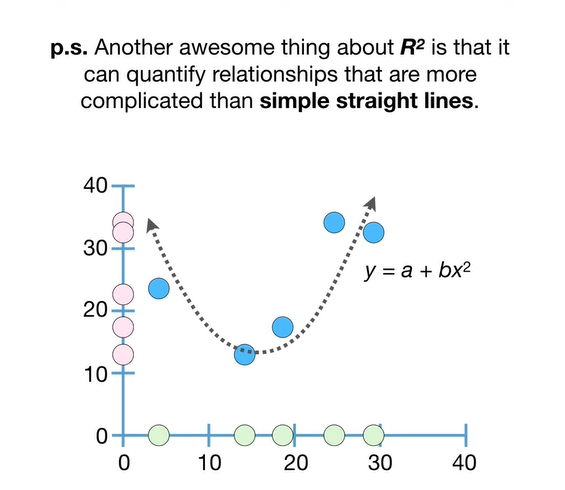 p.s. Another awesome thing about R² is that it
can quantify relationships that are more
complicated than simple straight lines.
40
30
20
10
0
y = a + bx²
0 10 20 30 40